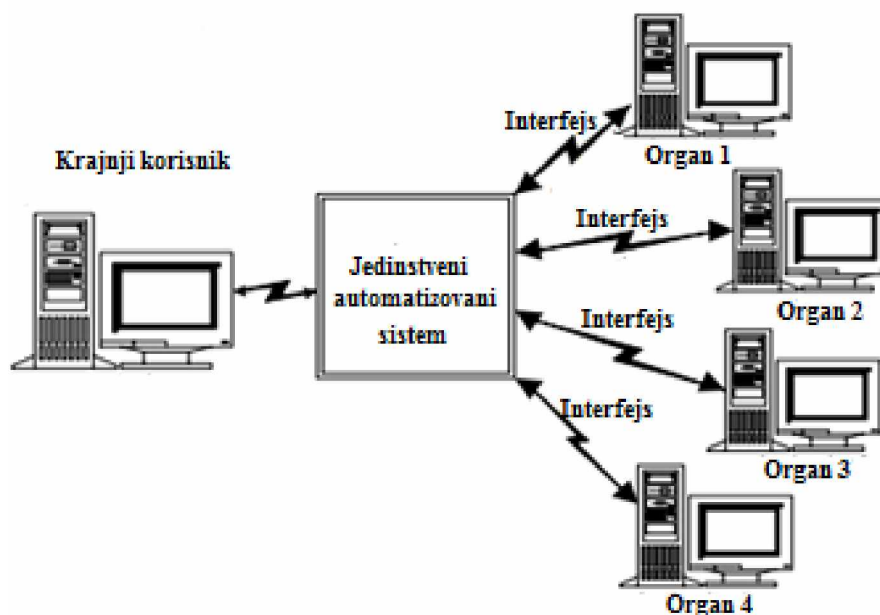 Interfejs
Organ 1
Krajnji korisnik
Interfejs
Jedinstveni
automatizovani
sistem
Organ 2
Interfejs
Organ 3
Interfejs
Organ 4